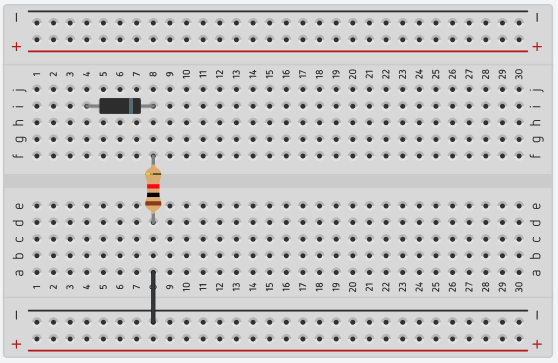 − −
+ +
1 2 3 4 5 6 7 8 9 10 11 12 13 14 15 16 17 18 19 20 21 22 23 24 25 26 27 28 29 30
j j
i i
h h
g g
f f
e e
d d
c c
b b
a a
1 2 3 4 5 6 7 8 9 10 11 12 13 14 15 16 17 18 19 20 21 22 23 24 25 26 27 28 29 30
− −
+ +